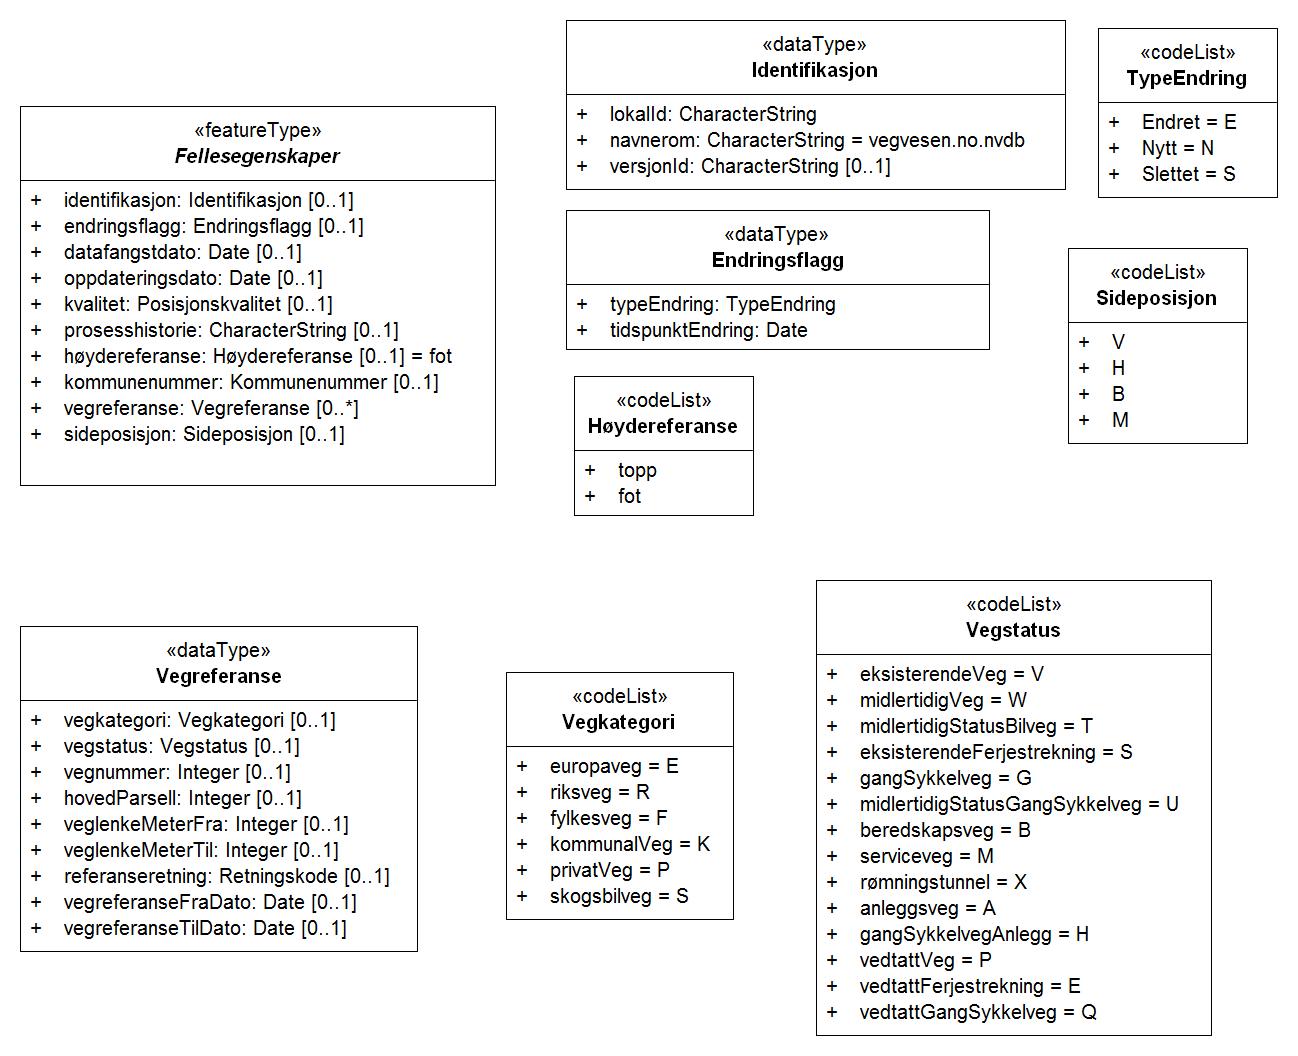 «featureType»
Fellesegenskaper
+ identifikasjon: Identifikasjon [0..1]
+ endringsflagg: Endringsflagg [0..1]
+ datafangstdato: Date [0..1]
+ oppdateringsdato: Date [0..1]
+ kvalitet: Posisjonskvalitet [0..1]
+ prosesshistorie: CharacterString [0..1]
+ høydereferanse: Høydereferanse [0..1] = fot
+ kommunenummer: Kommunenummer [0..1]
+ vegreferanse: Vegreferanse [0..*]
+ sideposisjon: Sideposisjon [0..1]
«dataType»
Identifikasjon
+ lokalId: CharacterString
+ navnerom: CharacterString = vegvesen.no.nvdb
+ versjonId: CharacterString [0..1]
«codeList»
TypeEndring
+ Endret = E
+ Nytt = N
+ Slettet = S
«dataType»
Endringsflagg
+ typeEndring: TypeEndring
+ tidspunktEndring: Date
«codeList»
Sideposisjon
+ V
+ H
+ B
+ M
«codeList»
Høydereferanse
+ topp
+ fot
«dataType»
Vegreferanse
+ vegkategori: Vegkategori [0..1]
+ vegstatus: Vegstatus [0..1]
+ vegnummer: Integer [0..1]
+ hovedParsell: Integer [0..1]
+ veglenkeMeterFra: Integer [0..1]
+ veglenkeMeterTil: Integer [0..1]
+ referanseretning: Retningskode [0..1]
+ vegreferanseFraDato: Date [0..1]
+ vegreferanseTilDato: Date [0..1]
«codeList»
Vegkategori
+ europaveg = E
+ riksveg = R
+ fylkesveg = F
+ kommunalVeg = K
+ privatVeg = P
+ skogsbilveg = S
«codeList»
Vegstatus
+ eksisterendeVeg = V
+ midlertidigVeg = W
+ midlertidigStatusBilveg = T
+ eksisterendeFerjestrekning = S
+ gangSykkelveg = G
+ midlertidigStatusGangSykkelveg = U
+ beredskapsveg = B
+ serviceveg = M
+ rømningstunnel = X
+ anleggsveg = A
+ gangSykkelvegAnlegg = H
+ vedtattVeg = P
+ vedtattFerjestrekning = E
+ vedtattGangSykkelveg = Q